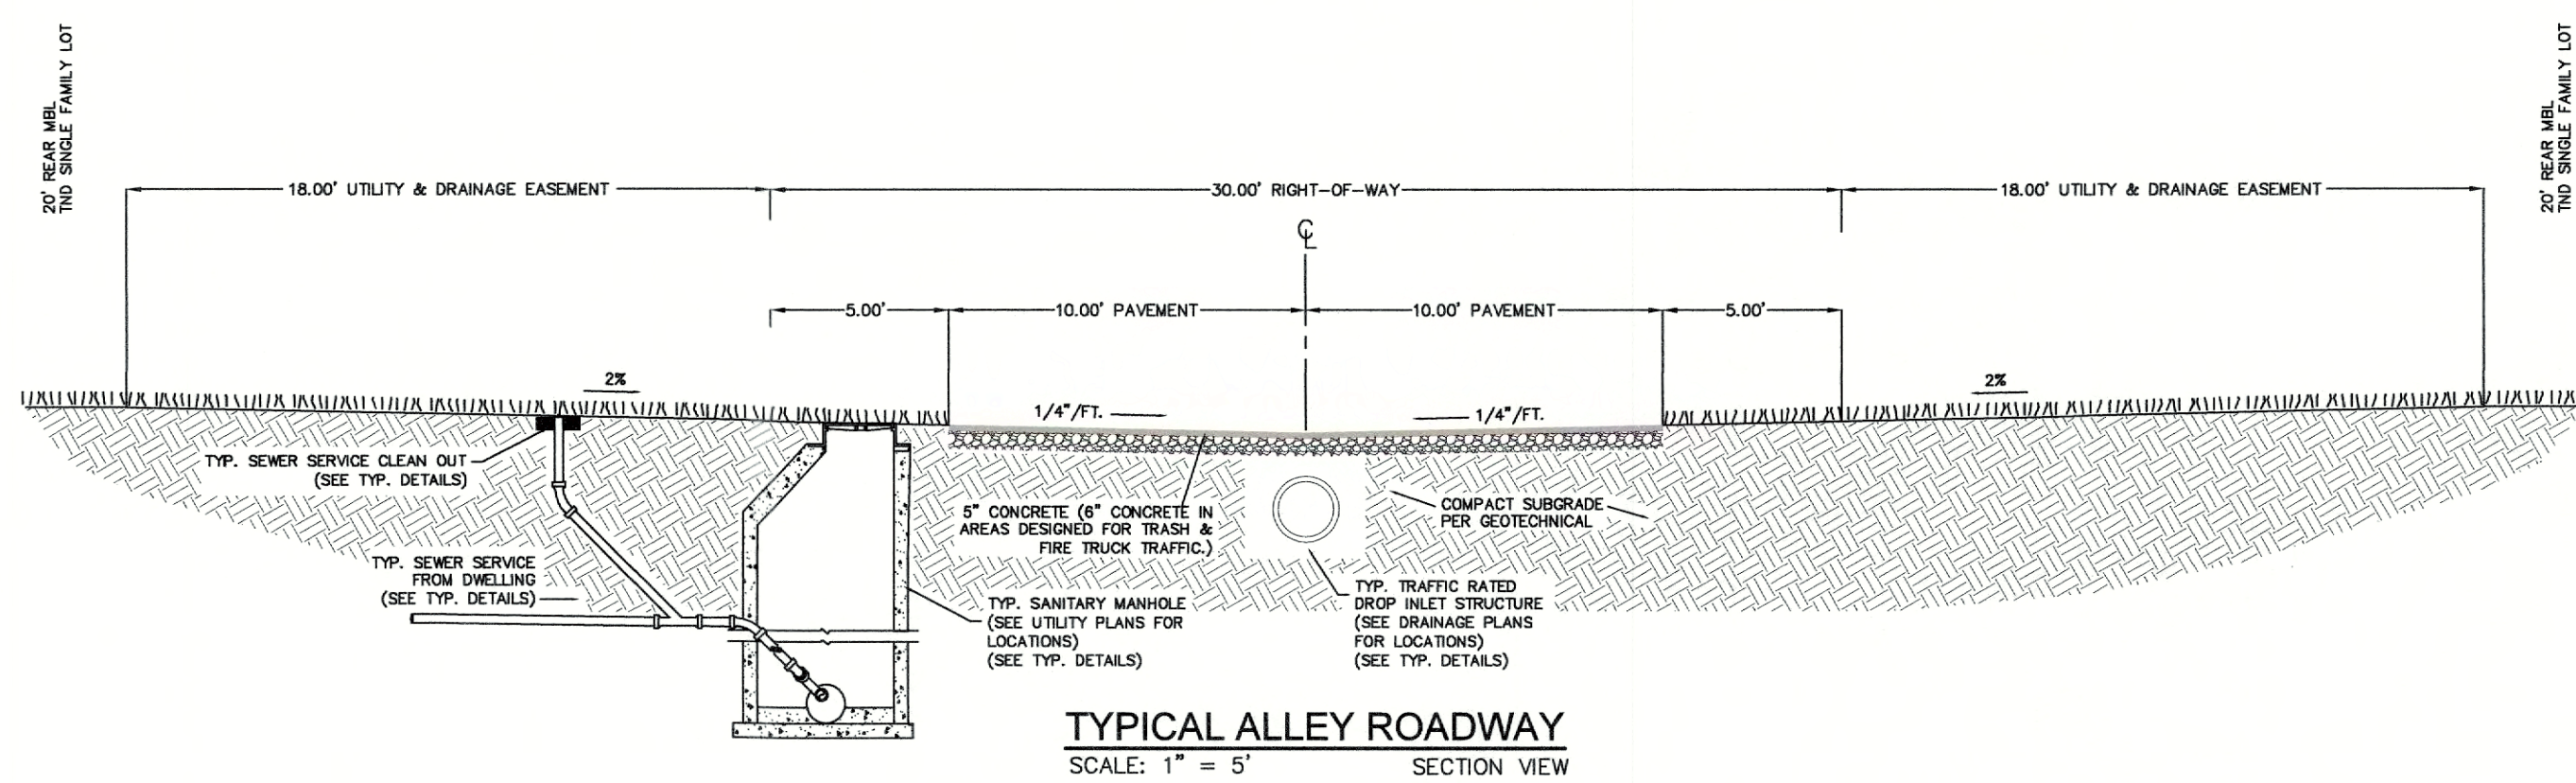 20' REAR MBL
TND SINGLE FAMILY LOT
20' REAR MBL
TND SINGLE FAMILY LOT
18.00' UTILITY & DRAINAGE EASEMENT
30.00' RIGHT-OF-WAY
18.00' UTILITY & DRAINAGE EASEMENT
CL
5.00'
10.00' PAVEMENT
10.00' PAVEMENT
5.00'
2%
2%
1/4"/FT.
1/4"/FT.
TYP. SEWER SERVICE CLEAN OUT
(SEE TYP. DETAILS)
5" CONCRETE (6" CONCRETE IN
AREAS DESIGNED FOR TRASH &
FIRE TRUCK TRAFFIC.)
COMPACT SUBGRADE
PER GEOTECHNICAL
TYP. SEWER SERVICE
FROM DWELLING
(SEE TYP. DETAILS)
TYP. SANITARY MANHOLE
(SEE UTILITY PLANS FOR
LOCATIONS)
(SEE TYP. DETAILS)
TYP. TRAFFIC RATED
DROP INLET STRUCTURE
(SEE DRAINAGE PLANS
FOR LOCATIONS)
(SEE TYP. DETAILS)
TYPICAL ALLEY ROADWAY
SCALE: 1" = 5'
SECTION VIEW